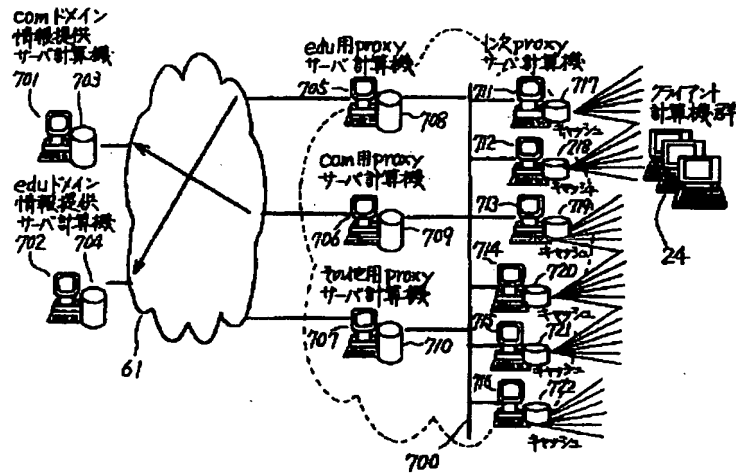 comドメイン
情報提供
サーバ計算機
701
703
eduドメイン
情報提供
サーバ計算機
702
704
61
edu用proxy
サーバ計算機
705
708
com用proxy
サーバ計算機
706
709
その他用proxy
サーバ計算機
707
710
1次proxy
サーバ計算機
711
717
キャッシュ
712
718
キャッシュ
713
719
キャッシュ
714
720
キャッシュ
715
721
キャッシュ
716
722
キャッシュ
700
クライアント
計算機群
24